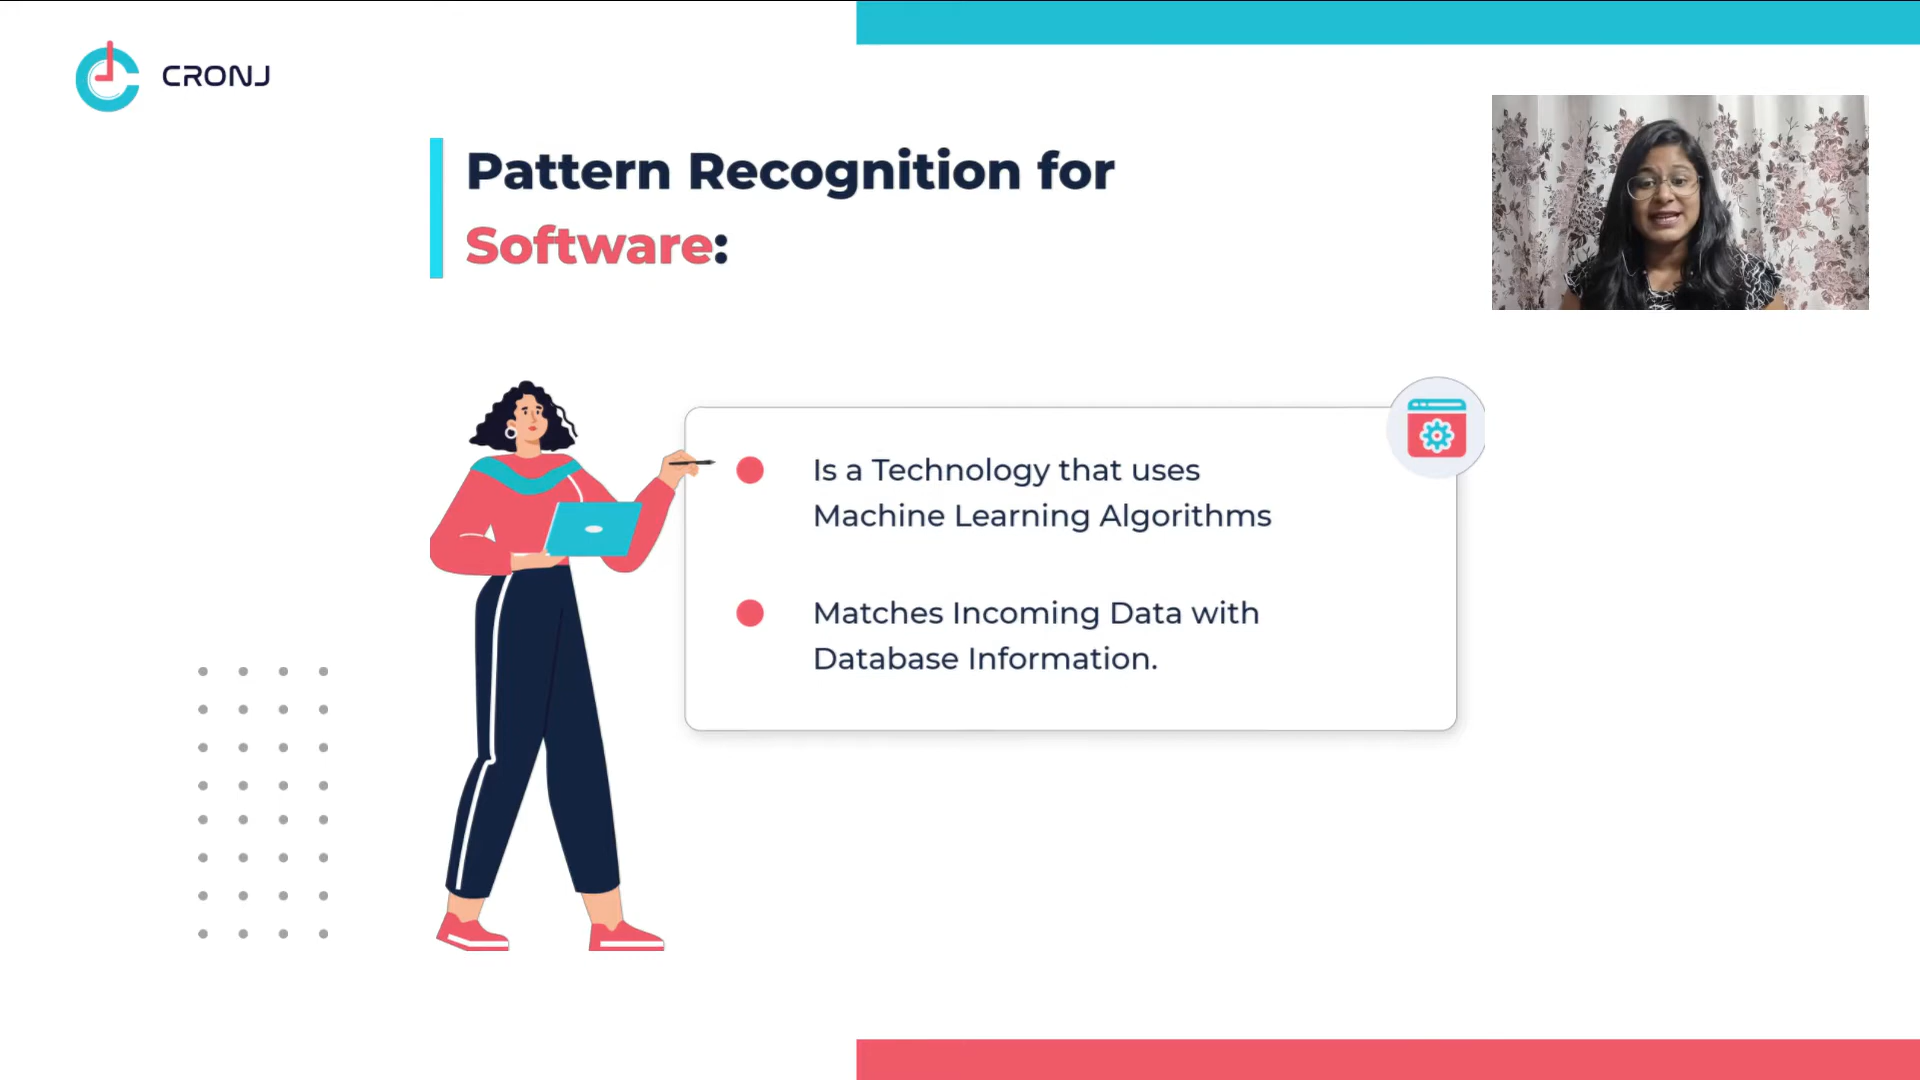 CRONJ
Pattern Recognition for
Software:
Is a Technology that uses
Machine Learning Algorithms
Matches Incoming Data with
Database Information.